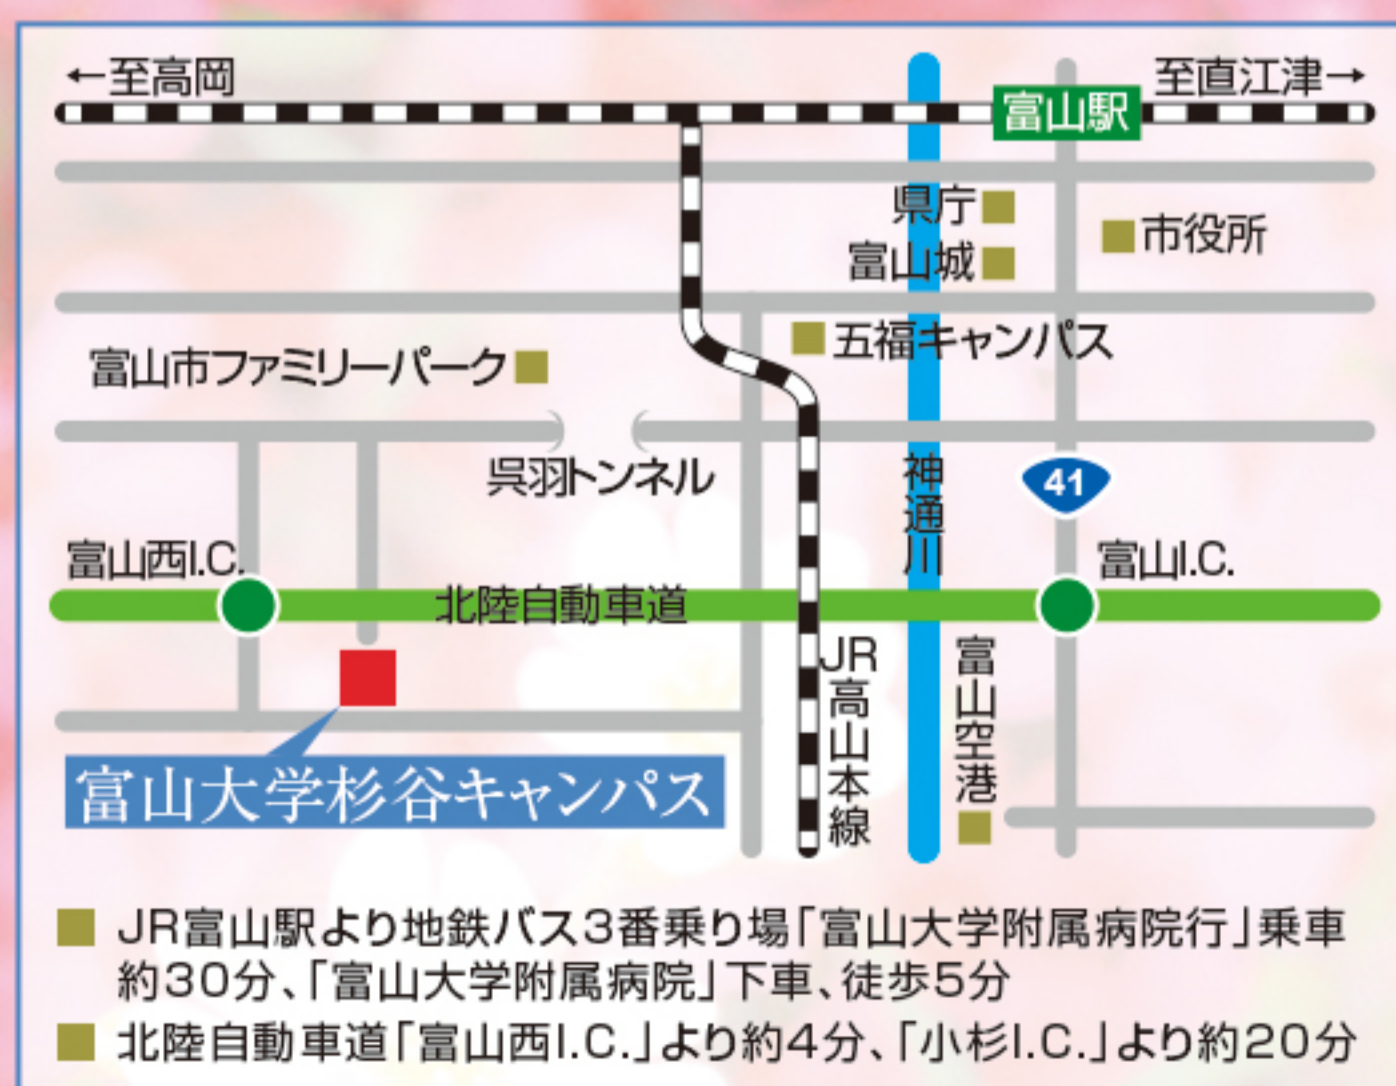 ←至高岡
至直江津→
富山駅
県庁
市役所
富山城
五福キャンパス
富山市ファミリーパーク
呉羽トンネル
神通川
41
富山西I.C.
富山I.C.
北陸自動車道
JR高山本線
富山空港
富山大学杉谷キャンパス
JR富山駅より地鉄バス3番乗り場「富山大学附属病院行」乗車
約30分、「富山大学附属病院」下車、徒歩5分
北陸自動車道「富山西I.C.」より約4分、「小杉I.C.」より約20分